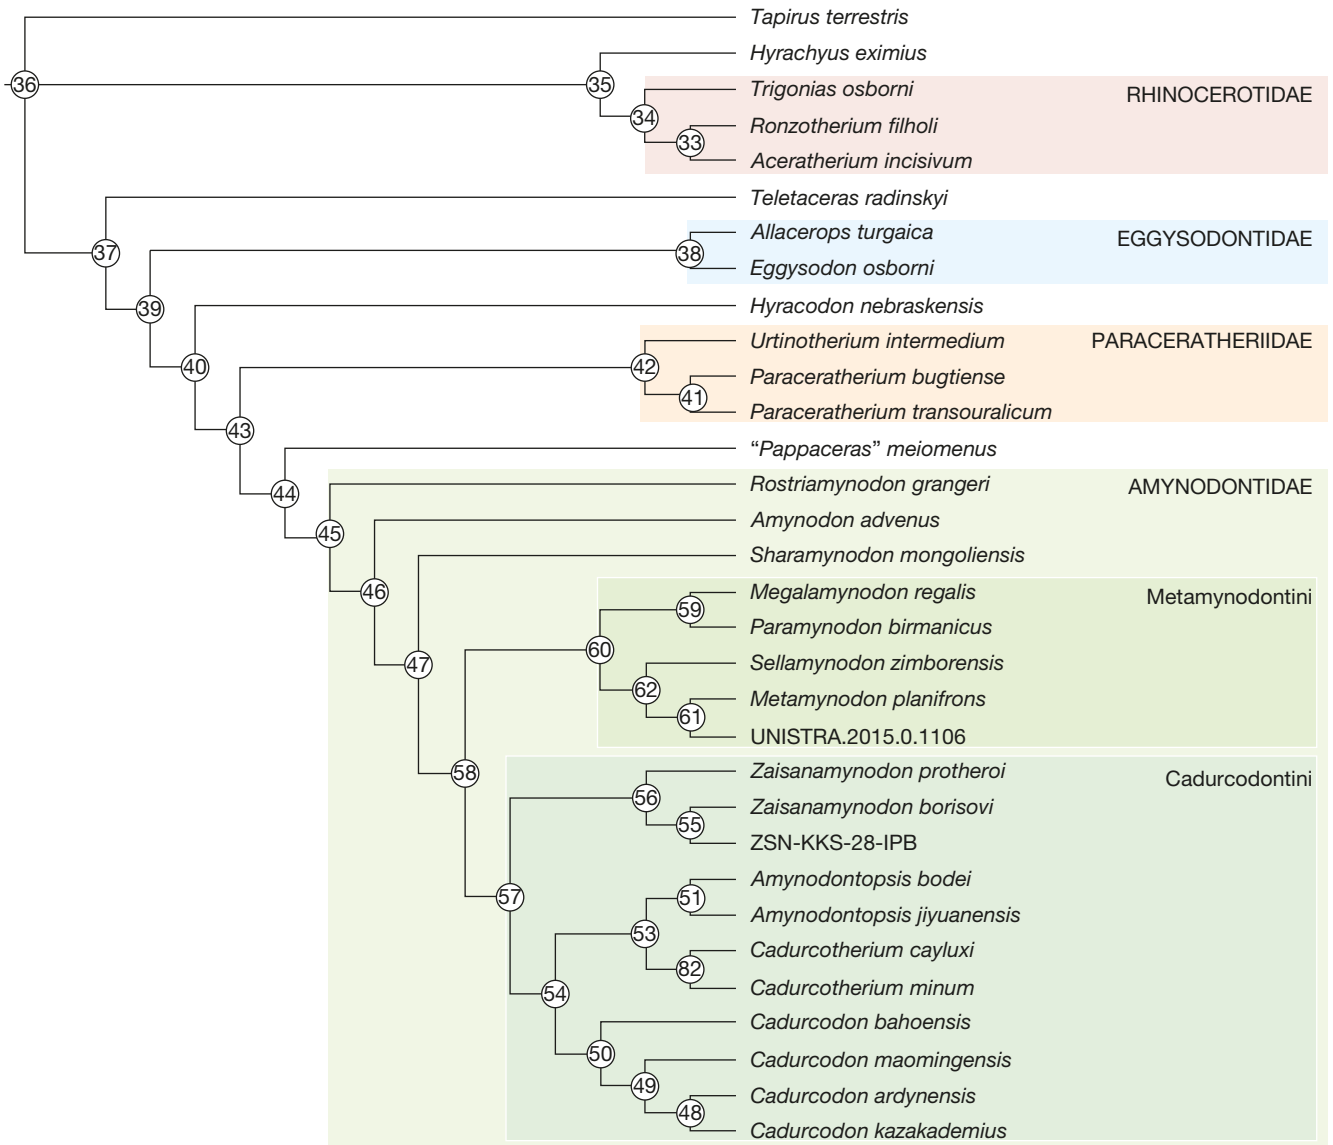 Tapirus terrestris
36
Hyrachyus eximius
35
Trigonias osborni
RHINOCEROTIDAE
34
Ronzotherium filholi
33
Aceratherium incisivum
Teletaceras radinskyi
37
Allacerops turgaica
EGGYSODONTIDAE
38
Eggysodon osborni
39
Hyracodon nebraskensis
40
Urtinotherium intermedium
PARACERATHERIIDAE
42
Paraceratherium bugtiense
41
Paraceratherium transouralicum
43
“Pappaceras” meiomenus
44
Rostriamynodon grangeri
AMYNODONTIDAE
45
Amynodon advenus
46
Sharamynodon mongoliensis
47
Megalamynodon regalis
Metamynodontini
59
Paramynodon birmanicus
60
Sellamynodon zimborensis
62
Metamynodon planifrons
61
UNISTRA.2015.0.1106
58
Zaisanamynodon protheroi
Cadurcodontini
56
Zaisanamynodon borisovi
55
ZSN-KKS-28-IPB
57
Amynodontopsis bodei
51
Amynodontopsis jiyuanensis
53
Cadurcotherium cayluxi
82
Cadurcotherium minum
54
Cadurcodon bahoensis
50
Cadurcodon maomingensis
49
Cadurcodon ardynensis
48
Cadurcodon kazakademius